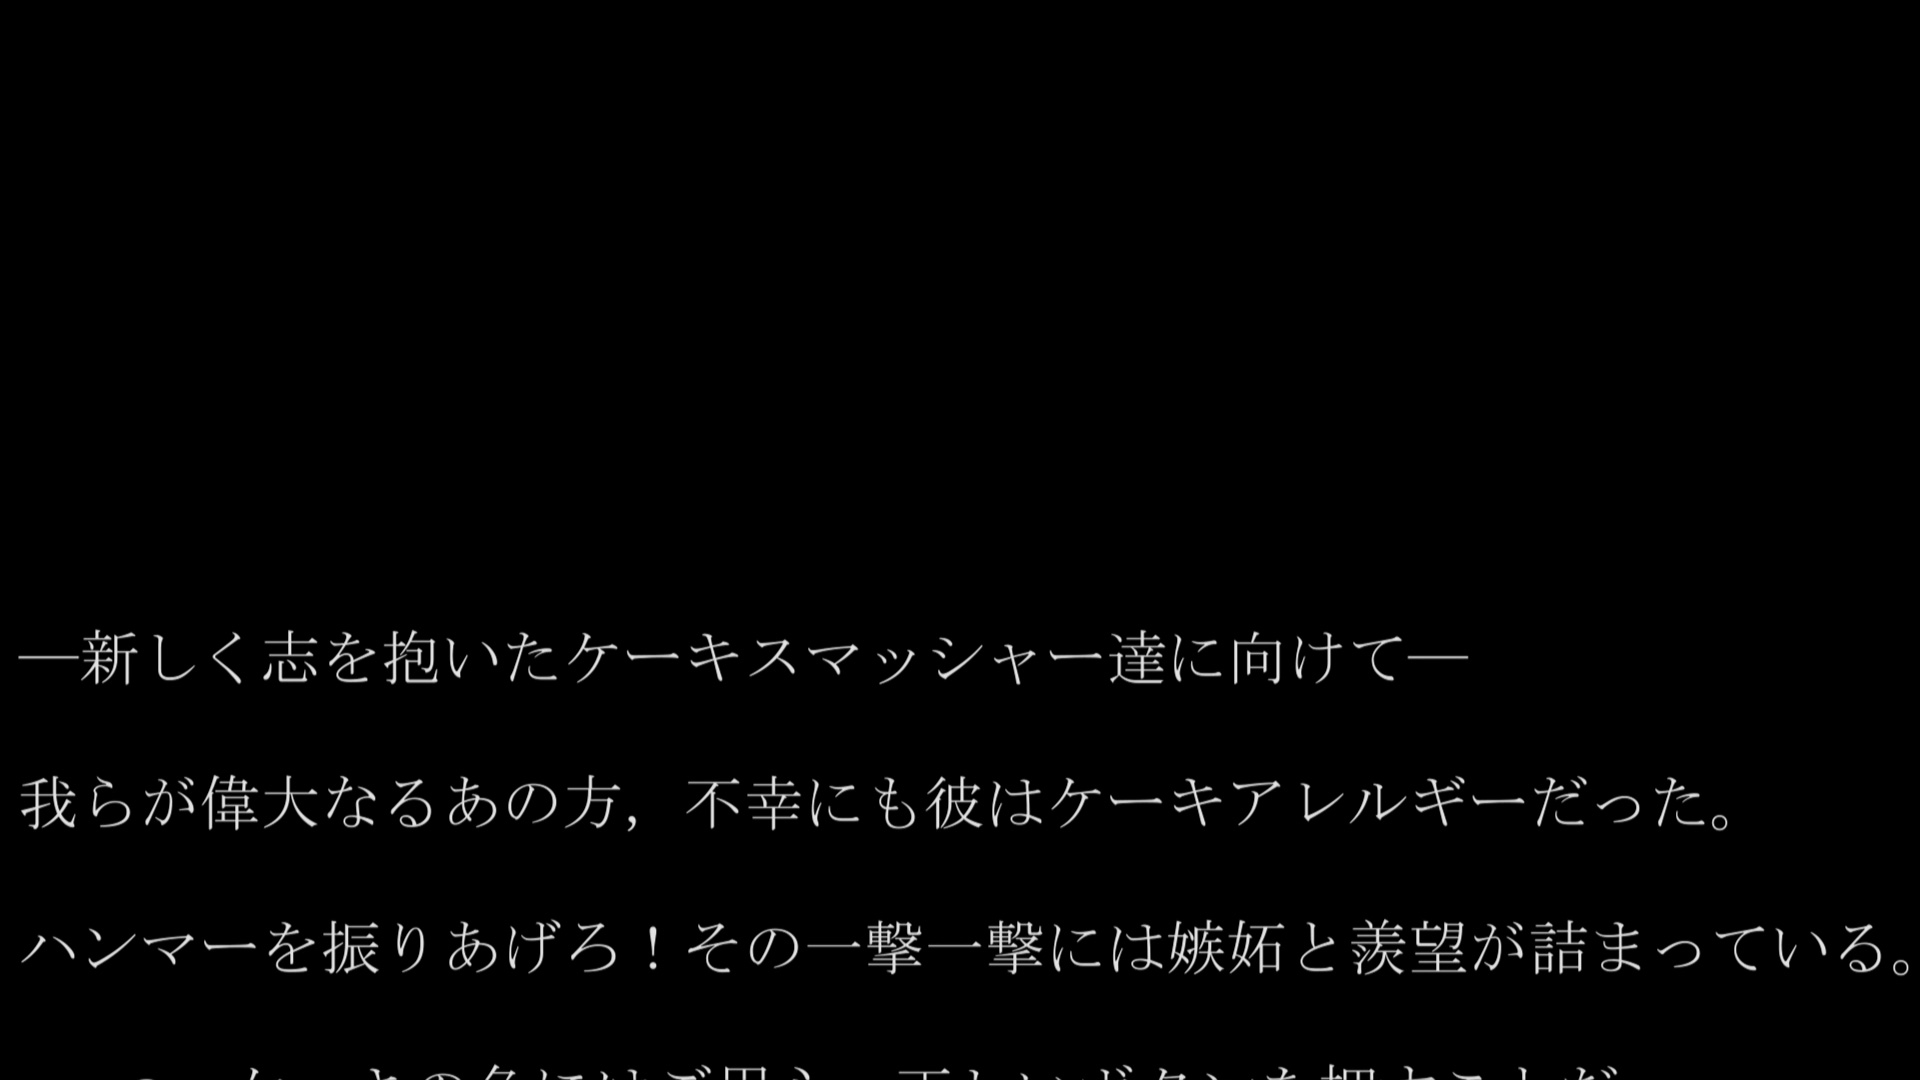 ―新しく志を抱いたケーキスマッシャー達に向けて―
我らが偉大なるあの方，不幸にも彼はケーキアレルギーだった。
ハンマーを振りあげろ！その一撃一撃には嫉妬と羨望が詰まっている。